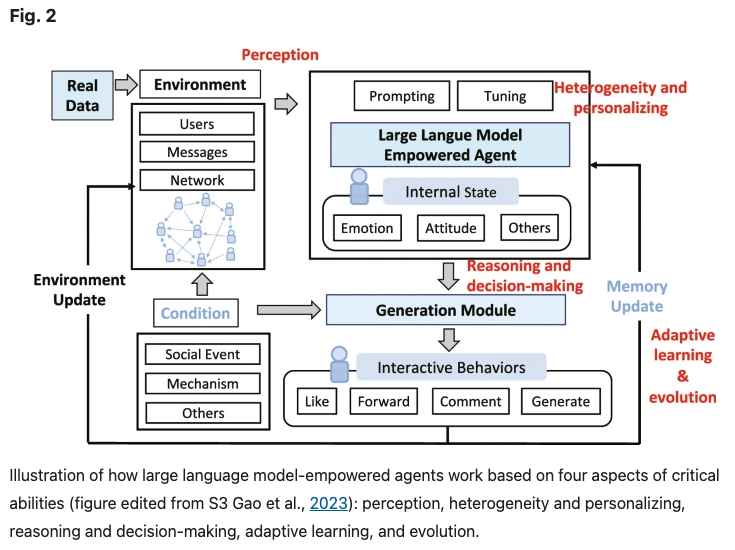 Fig. 2
Perception
Real
Data
Environment
Users
Messages
Network
Prompting
Tuning
Heterogeneity and
personalizing
Large Langue Model
Empowered Agent
Internal State
Emotion
Attitude
Others
Environment
Update
Condition
Social Event
Mechanism
Others
Reasoning and
decision-making
Generation Module
Memory
Update
Interactive Behaviors
Like
Forward
Comment
Generate
Adaptive
learning
&
evolution
Illustration of how large language model-empowered agents work based on four aspects of critical
abilities (figure edited from S3 Gao et al., 2023): perception, heterogeneity and personalizing,
reasoning and decision-making, adaptive learning, and evolution.